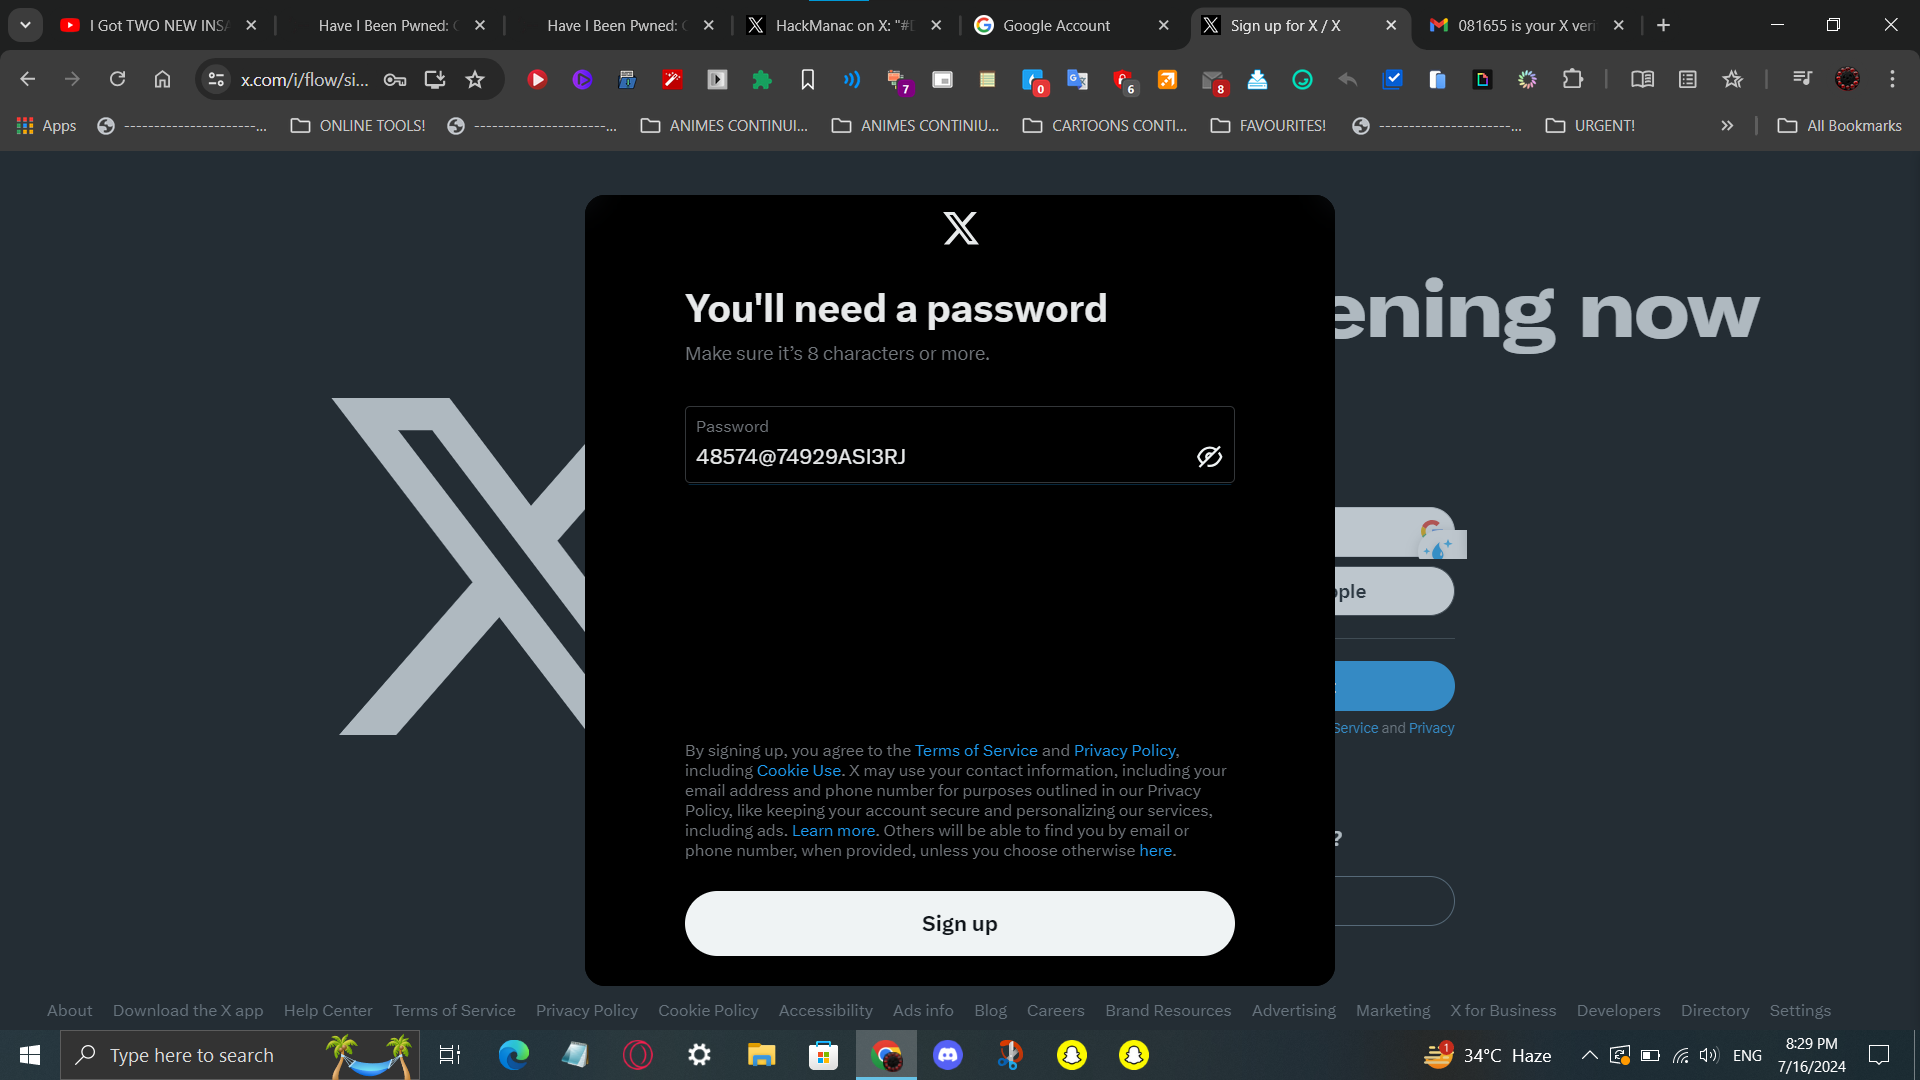 I Got TWO NEW INSA
Have I Been Pwned: C
Have I Been Pwned: C
HackManac on X: "#
Google Account
Sign up for X / X
081655 is your X veri
x.com/i/flow/si...
7
0
6
8
Apps
----------------------...
ONLINE TOOLS!
----------------------...
ANIMES CONTINUI...
ANIMES CONTINIU...
CARTOONS CONTI...
FAVOURITES!
----------------------...
URGENT!
All Bookmarks
ening now
You'll need a password
Make sure it’s 8 characters or more.
Password
48574@74929ASI3RJ
ple
Service and Privacy
By signing up, you agree to the Terms of Service and Privacy Policy,
including Cookie Use. X may use your contact information, including your
email address and phone number for purposes outlined in our Privacy
Policy, like keeping your account secure and personalizing our services,
including ads. Learn more. Others will be able to find you by email or
phone number, when provided, unless you choose otherwise here.
?
Sign up
About Download the X app Help Center Terms of Service Privacy Policy Cookie Policy Accessibility Ads info Blog Careers Brand Resources Advertising Marketing X for Business Developers Directory Settings
Type here to search
1
34°C Haze
ENG
8:29 PM
7/16/2024